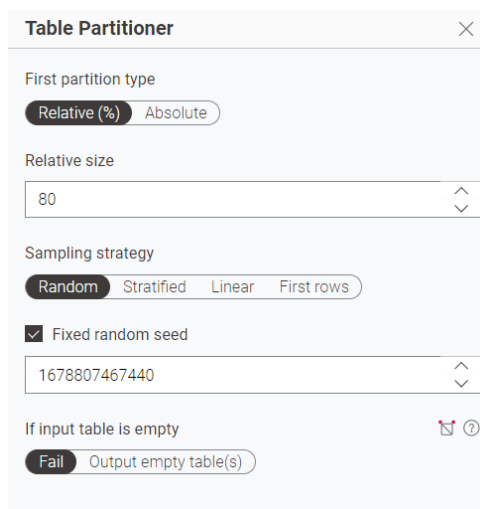 Table Partitioner
First partition type
Relative (%) Absolute
Relative size
80
Sampling strategy
Random Stratified Linear First rows
Fixed random seed
1678807467440
If input table is empty
Fail Output empty table(s)